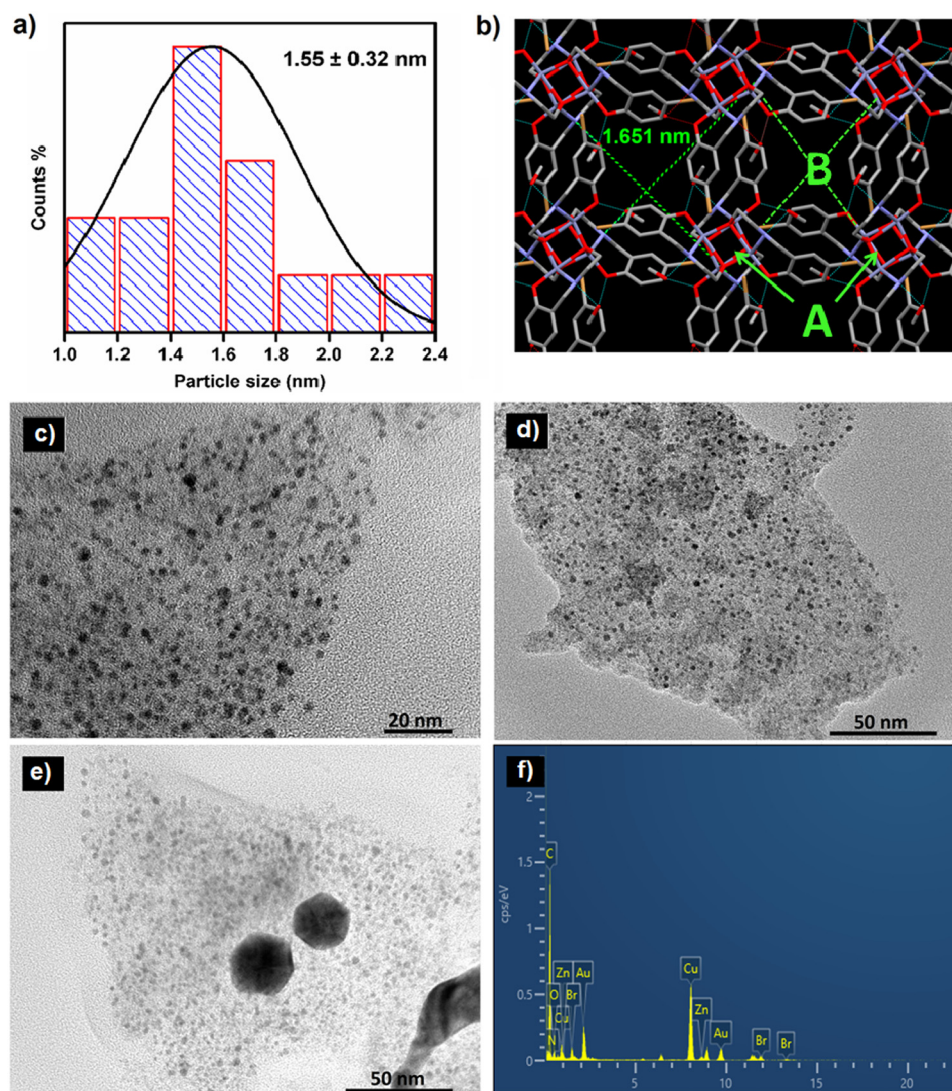 a)
1.55 ± 0.32 nm
Counts %
1.0 1.2 1.4 1.6 1.8 2.0 2.2 2.4
Particle size (nm)
b)
1.651 nm
B
A
c)
20 nm
d)
50 nm
e)
50 nm
f)
cps/eV
2
1.5
1
0.5
0
C
Zn Au
O Br
Cu
N
Cu
Zn
Au
Br Br
5 10 15 20